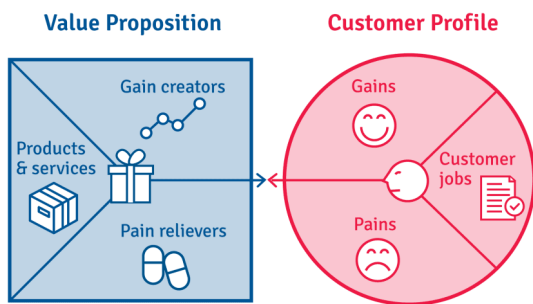 Value Proposition
Customer Profile
Gain creators
Products
& services
Pain relievers
Gains
Customer
jobs
Pains